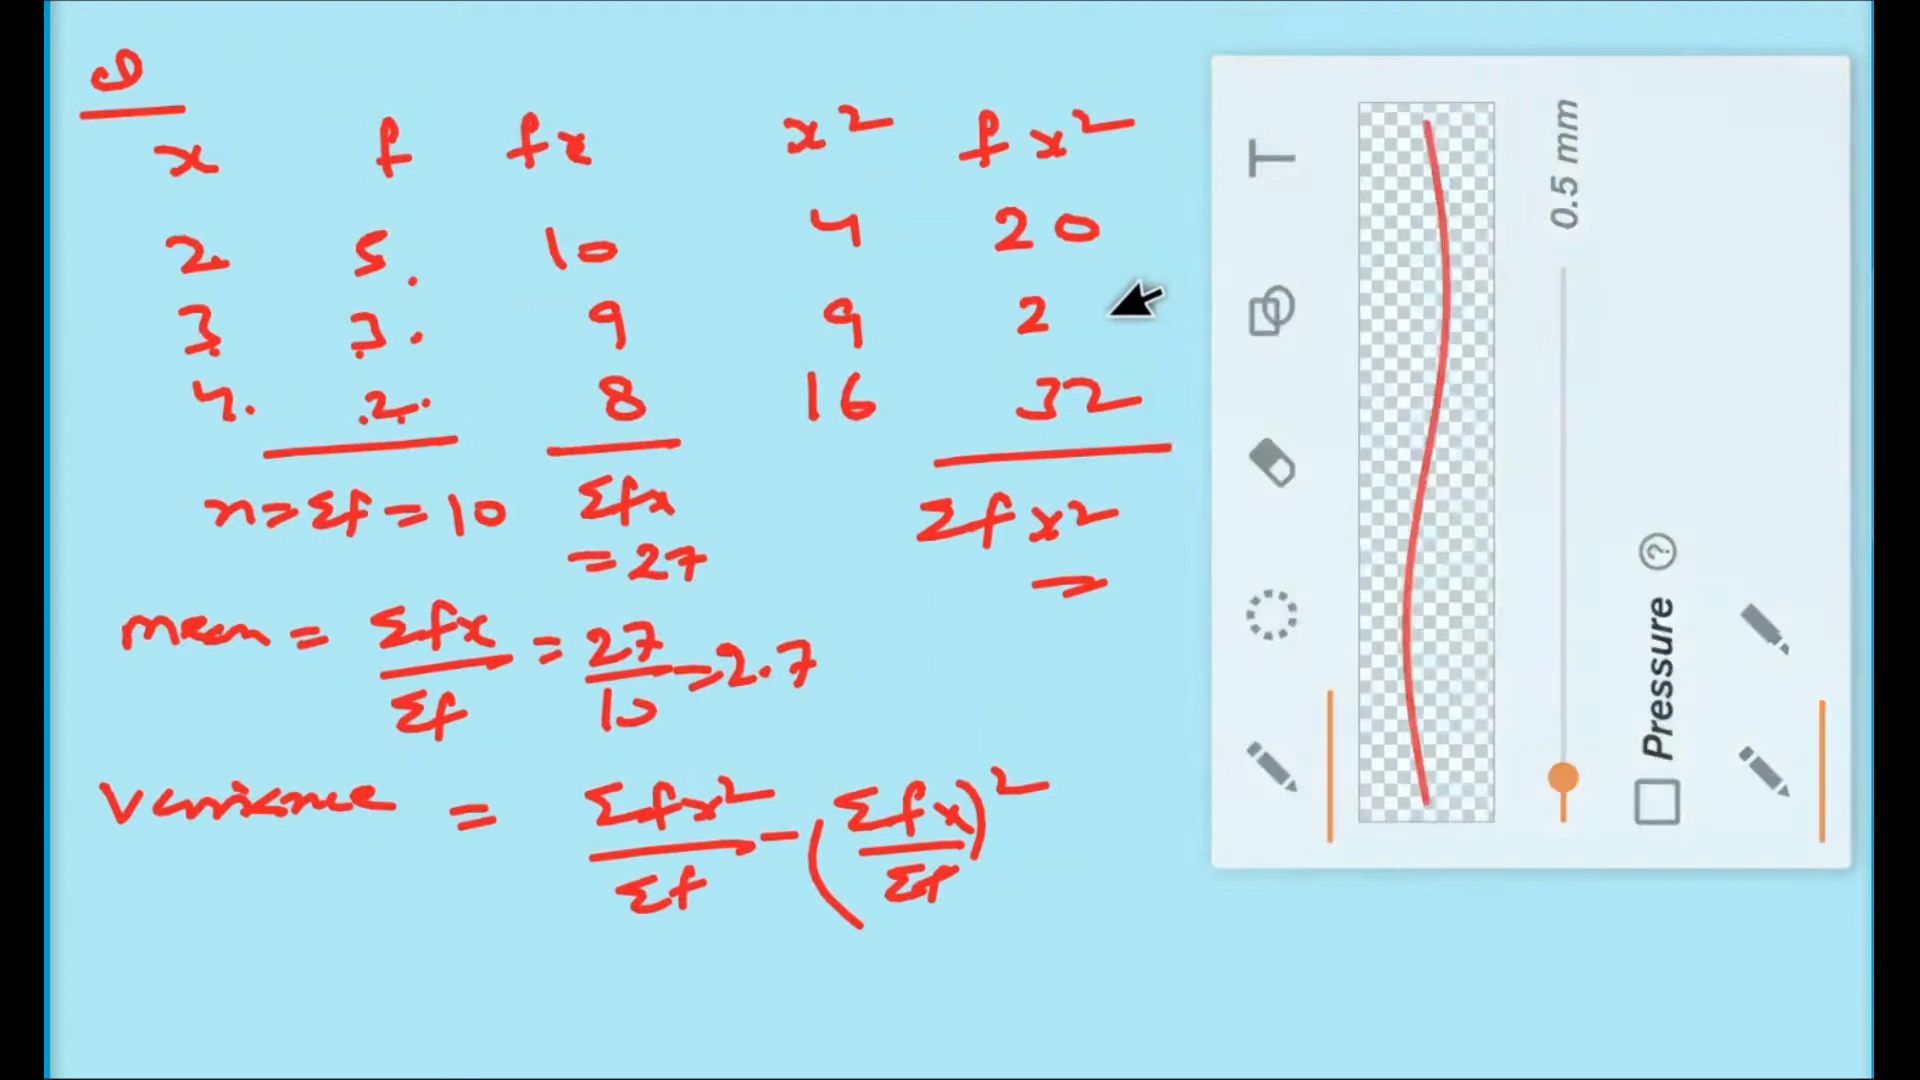 x f fx x² fx²
2 5. 10 4 20
3 3. 9 9 2
4. 2. 8 16 32
n = Σf = 10 Σfx = 27 Σfx² =
mean = Σfx/Σf = 27/10 = 2.7
Variance = Σfx²/Σf - (Σfx/Σf)²
T
0.5 mm
Pressure ?